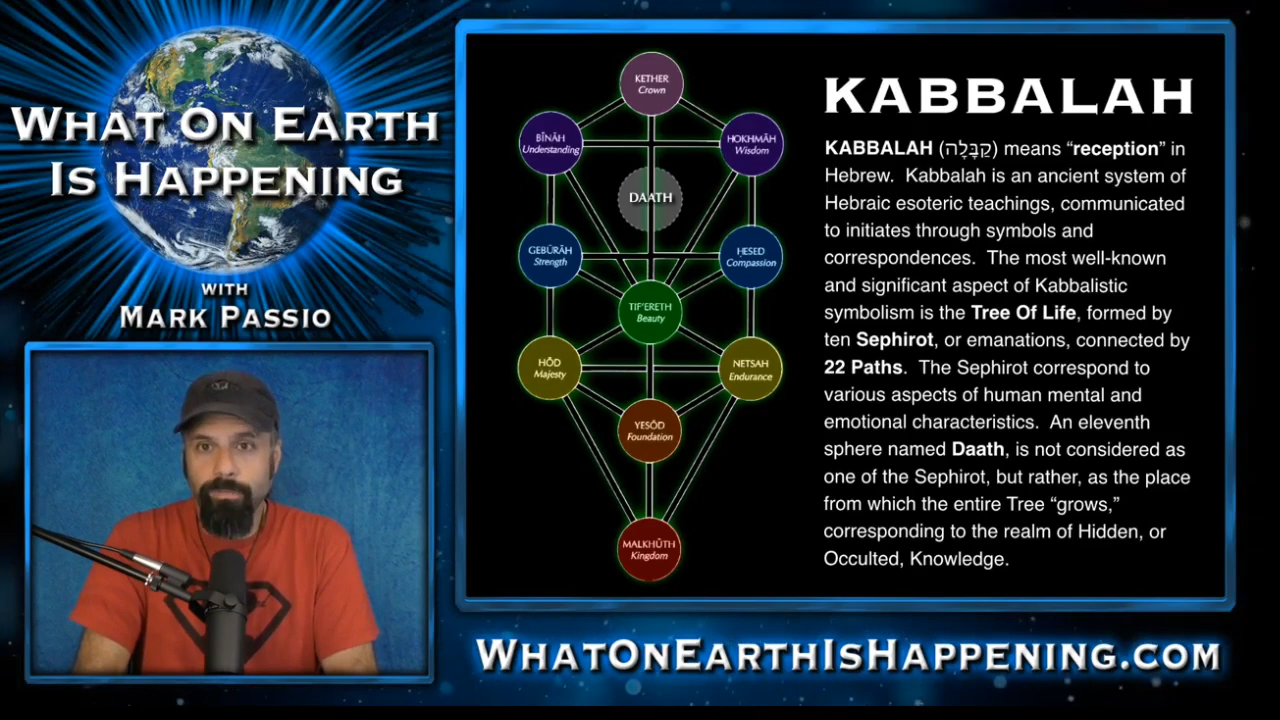 WHAT ON EARTH
IS HAPPENING
WITH
MARK PASSIO
KETHER
Crown
BĪNĀH
Understanding
HOKHMĀH
Wisdom
DAATH
GEBŪRĀH
Strength
ḤESED
Compassion
TIF'ERETH
Beauty
HŌD
Majesty
NETSAH
Endurance
YESŌD
Foundation
MALKHŪTH
Kingdom
KABBALAH
KABBALAH (קַבָּלָה) means “reception” in
Hebrew. Kabbalah is an ancient system of
Hebraic esoteric teachings, communicated
to initiates through symbols and
correspondences. The most well-known
and significant aspect of Kabbalistic
symbolism is the Tree Of Life, formed by
ten Sephirot, or emanations, connected by
22 Paths. The Sephirot correspond to
various aspects of human mental and
emotional characteristics. An eleventh
sphere named Daath, is not considered as
one of the Sephirot, but rather, as the place
from which the entire Tree “grows,”
corresponding to the realm of Hidden, or
Occulted, Knowledge.
WHATONEARTHISHAPPENING.COM